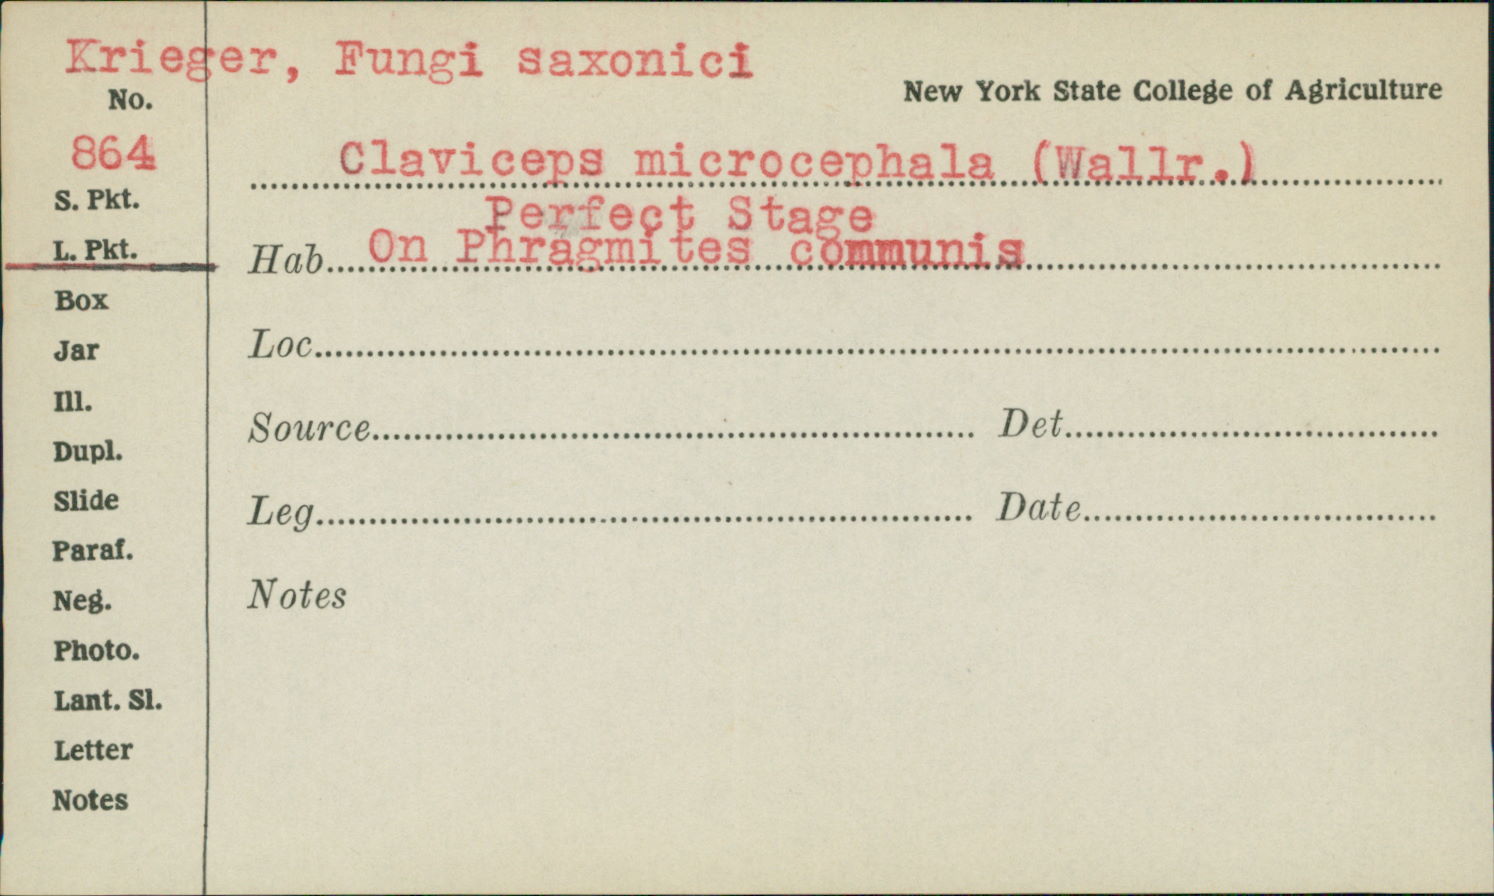 Krieger, Fungi saxonici
No.
New York State College of Agriculture
864
Claviceps microcephala (Wallr.)
S. Pkt.
Perfect Stage
L. Pkt.
Hab. On Phragmites communis
Box
Jar
Loc.
Ill.
Source Det.
Dupl.
Slide
Leg. Date
Paraf.
Neg.
Notes
Photo.
Lant. Sl.
Letter
Notes